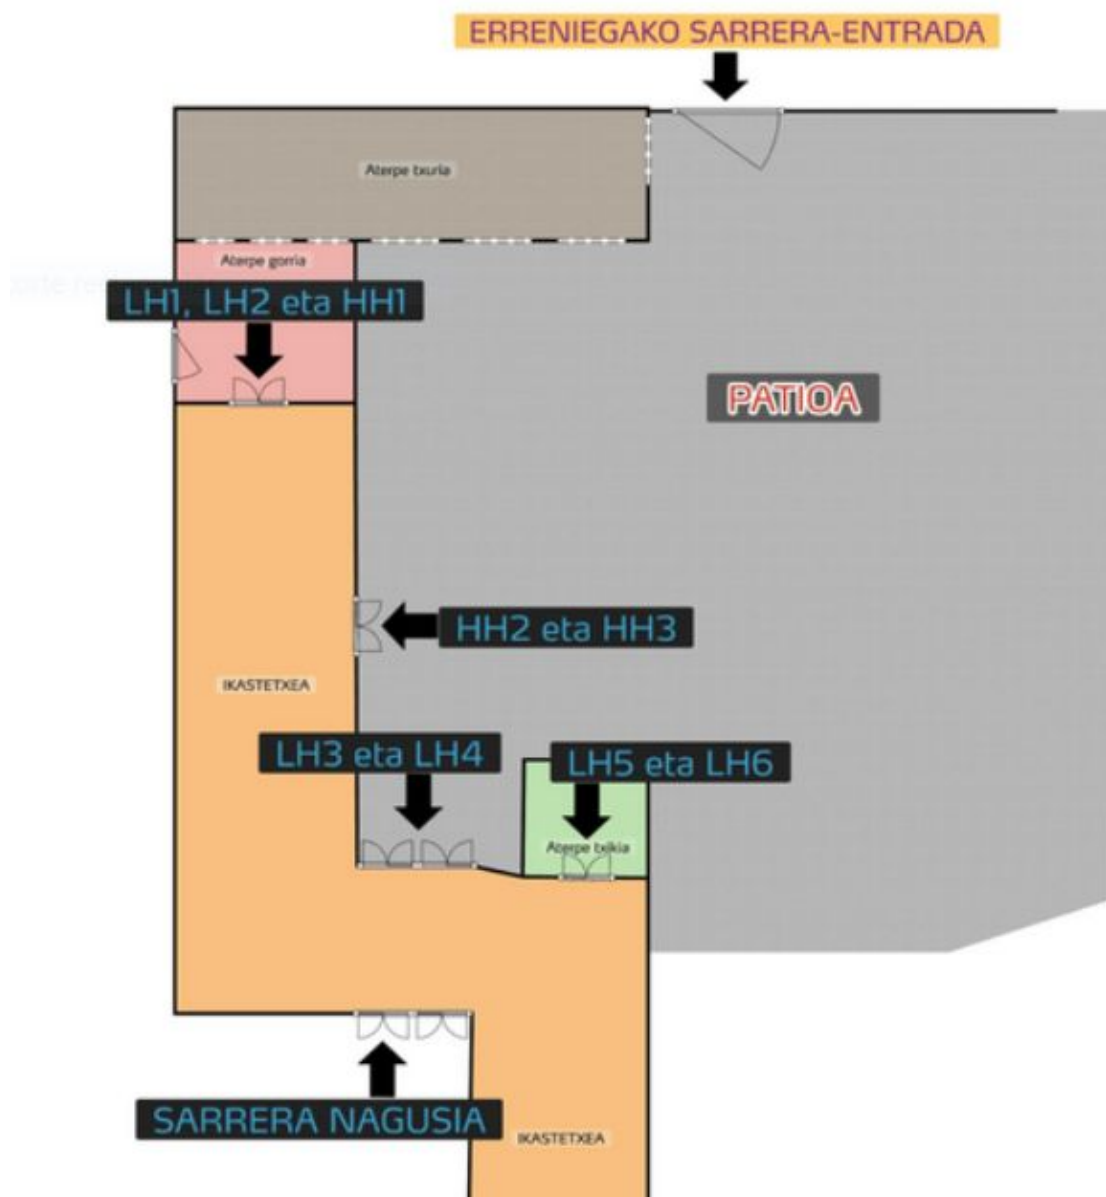 ERRENIEGAKO SARRERA-ENTRADA
Aterpe txuria
Aterpe gorria
LH1, LH2 eta HH1
PATIOA
HH2 eta HH3
IKASTETXEA
LH3 eta LH4
LH5 eta LH6
Aterpe txikia
SARRERA NAGUSIA
IKASTETXEA